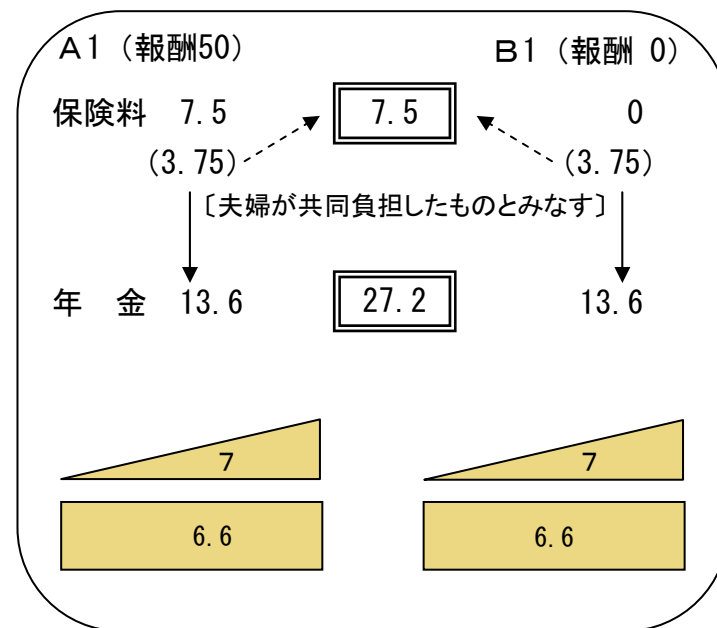 A1（報酬50） B1（報酬 0）
保険料 7.5 7.5 0
(3.75) (3.75)
〔夫婦が共同負担したものとみなす〕
年 金 13.6 27.2 13.6
7 7
6.6 6.6